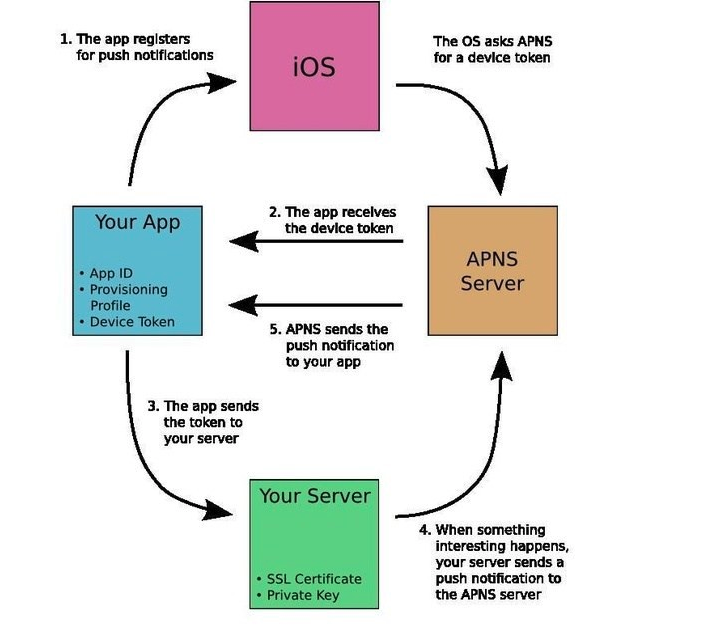 1. The app registers
for push notifications
iOS
The OS asks APNS
for a device token
Your App
• App ID
• Provisioning
Profile
• Device Token
2. The app receives
the device token
APNS
Server
5. APNS sends the
push notification
to your app
3. The app sends
the token to
your server
Your Server
• SSL Certificate
• Private Key
4. When something
interesting happens,
your server sends a
push notification to
the APNS server